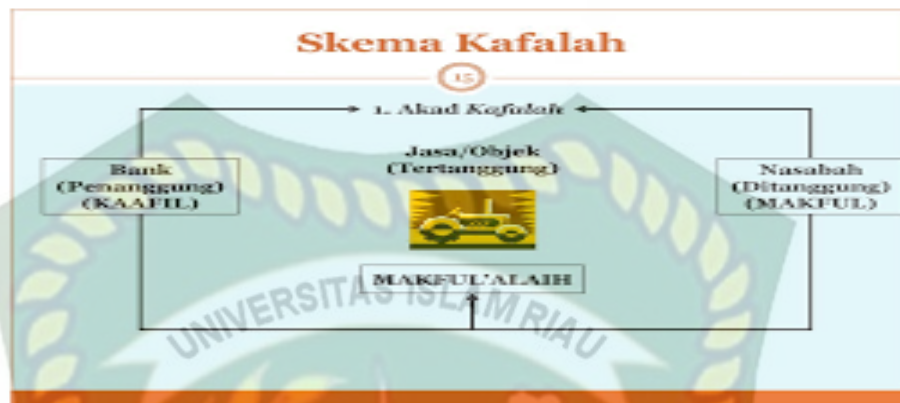 Skema Kafalah
15
1. Akad Kafalah
Jasa/Objek
(Tertanggung)
Bank
(Penanggung)
(KAAFIL)
Nasabah
(Ditanggung)
(MAKFUL)
MAKFUL'ALAIH
UNIVERSITAS ISLAM RIAU